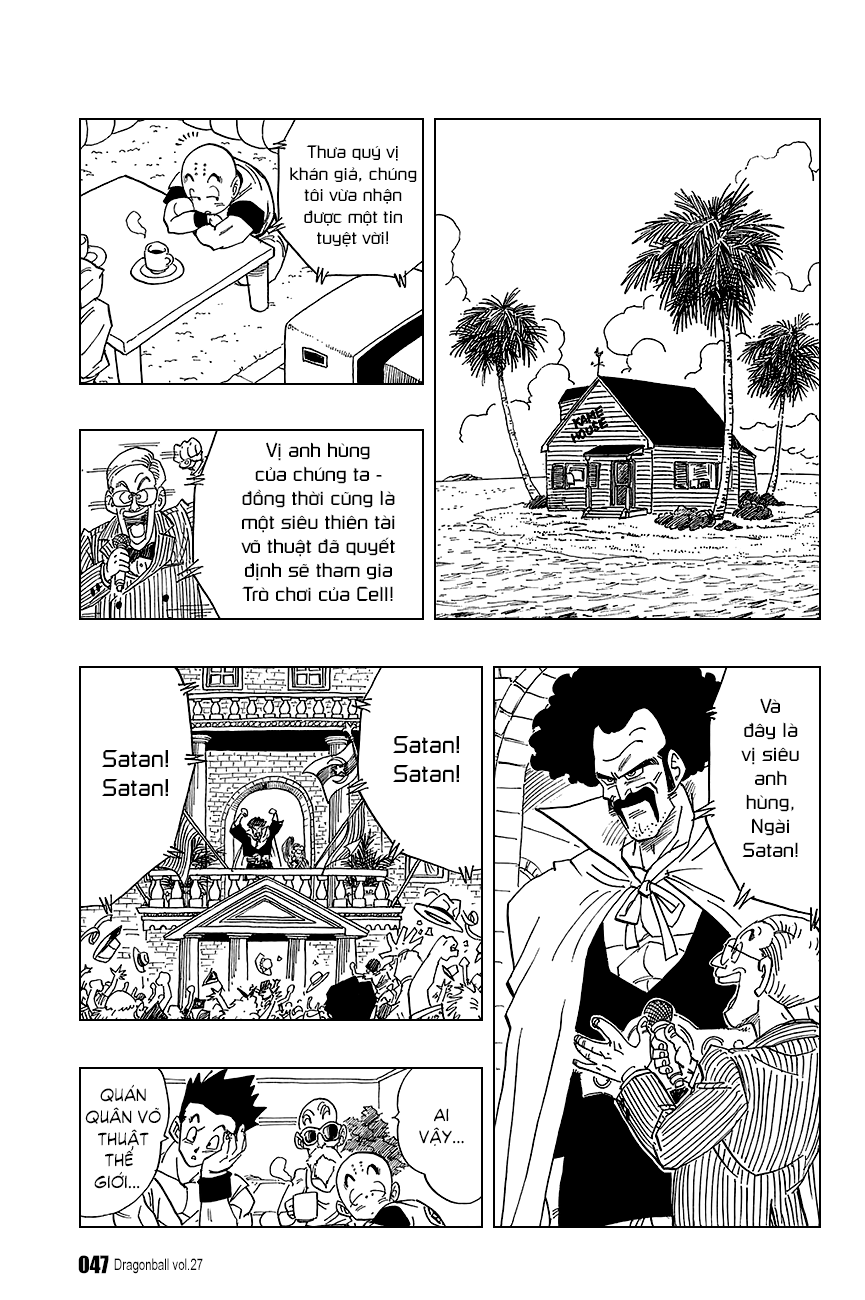 Thưa quý vị
khán giả, chúng
tôi vừa nhận
được một tin
tuyệt vời!
KAME
HOUSE
Vị anh hùng
của chúng ta -
đồng thời cũng là
một siêu thiên tài
võ thuật đã quyết
định sẽ tham gia
Trò chơi của Cell!
Satan!
Satan!
Satan!
Satan!
Và
đây là
vị siêu
anh
hùng,
Ngài
Satan!
QUÁN
QUÂN VÕ
THUẬT
THẾ
GIỚI...
AI
VẬY...
047 Dragonball vol.27